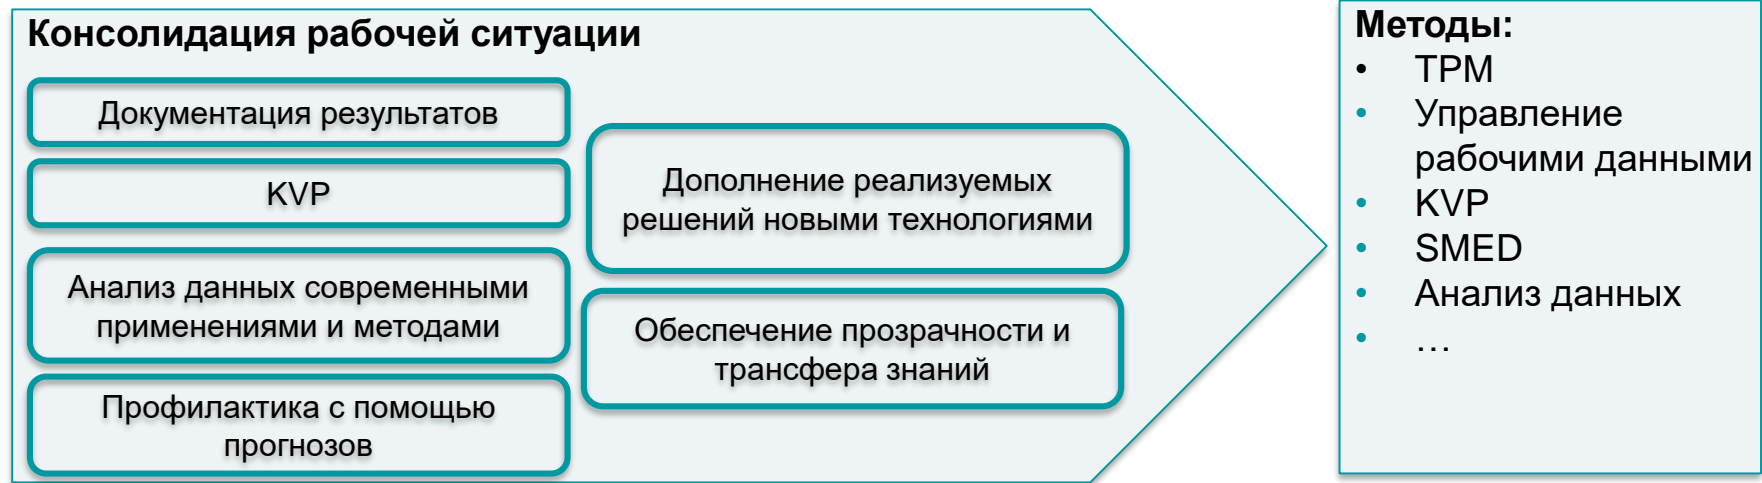 Консолидация рабочей ситуации
Документация результатов
KVP
Анализ данных современными
применениями и методами
Профилактика с помощью
прогнозов
Дополнение реализуемых
решений новыми технологиями
Обеспечение прозрачности и
трансфера знаний
Методы:
• TPM
• Управление
рабочими данными
• KVP
• SMED
• Анализ данных
• …